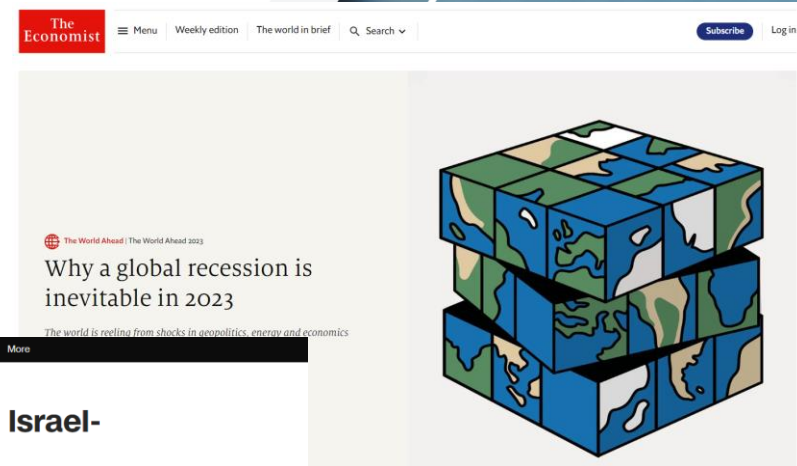 The
Economist
Menu
Weekly edition
The world in brief
Search
Subscribe
Log in
The World Ahead | The World Ahead 2023
Why a global recession is
inevitable in 2023
The world is reeling from shocks in geopolitics, energy and economics
More
Israel-